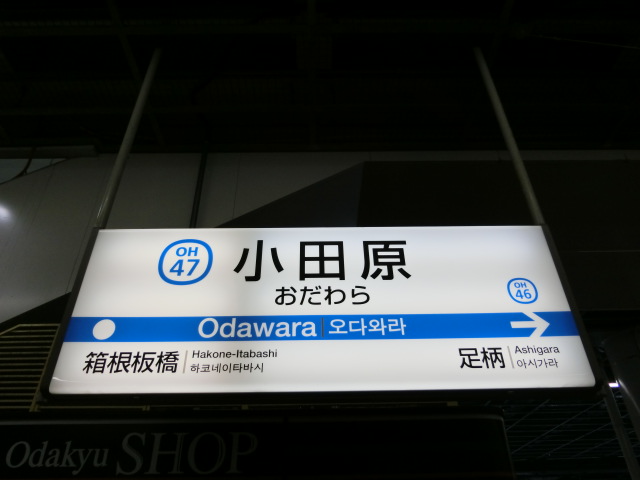 OH
47
小田原
おだわら
OH
46
Odawara 오다와라
箱根板橋 Hakone-Itabashi
하코네이타바시
足柄 Ashigara
아시가라
Odakyu SHOP